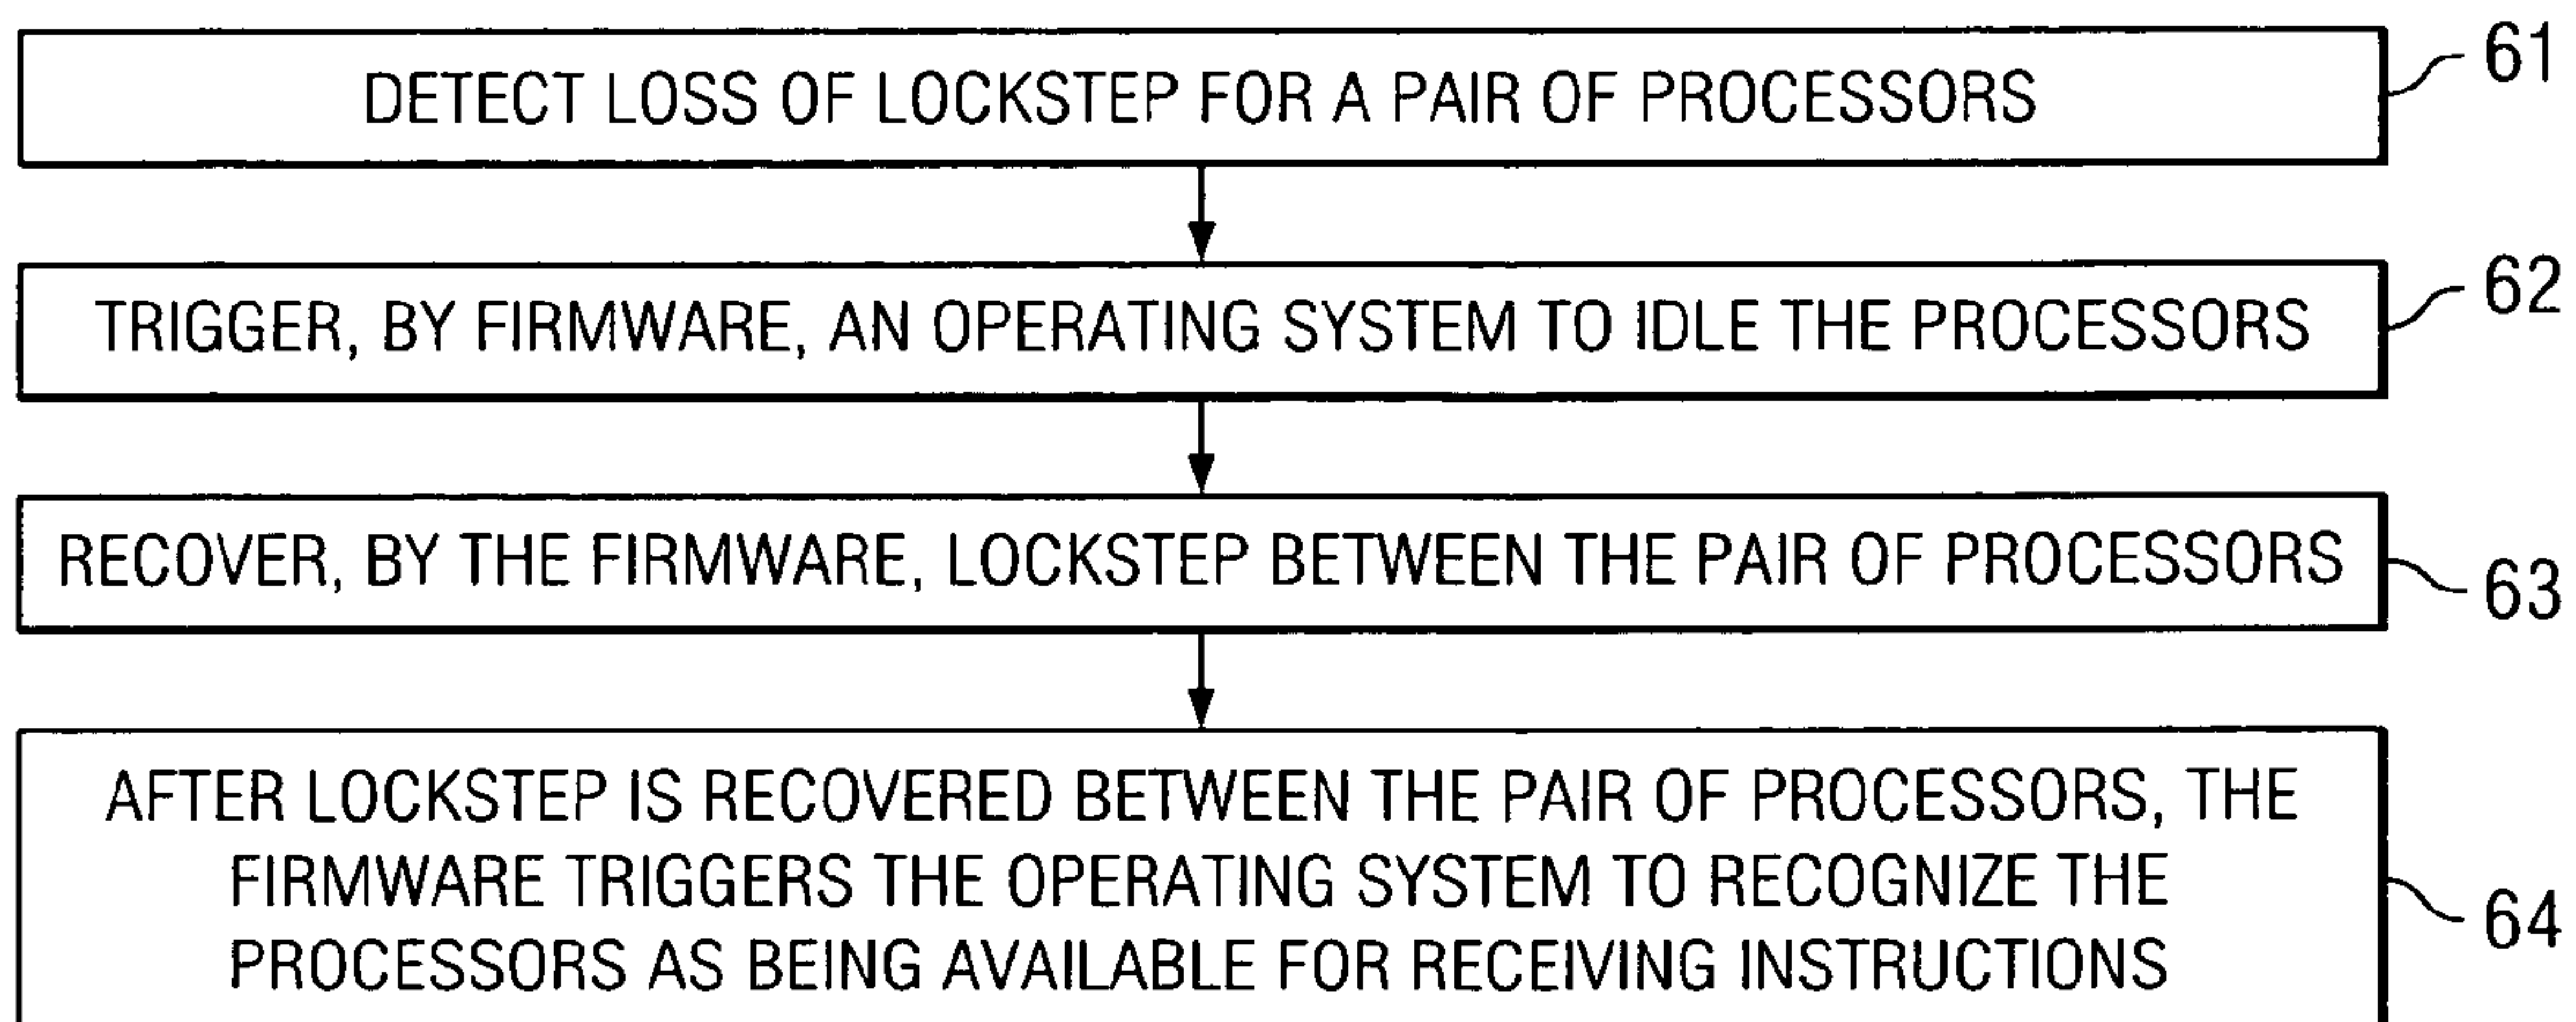 DETECT LOSS OF LOCKSTEP FOR A PAIR OF PROCESSORS
61
TRIGGER, BY FIRMWARE, AN OPERATING SYSTEM TO IDLE THE PROCESSORS
62
RECOVER, BY THE FIRMWARE, LOCKSTEP BETWEEN THE PAIR OF PROCESSORS
63
AFTER LOCKSTEP IS RECOVERED BETWEEN THE PAIR OF PROCESSORS, THE
FIRMWARE TRIGGERS THE OPERATING SYSTEM TO RECOGNIZE THE
PROCESSORS AS BEING AVAILABLE FOR RECEIVING INSTRUCTIONS
64